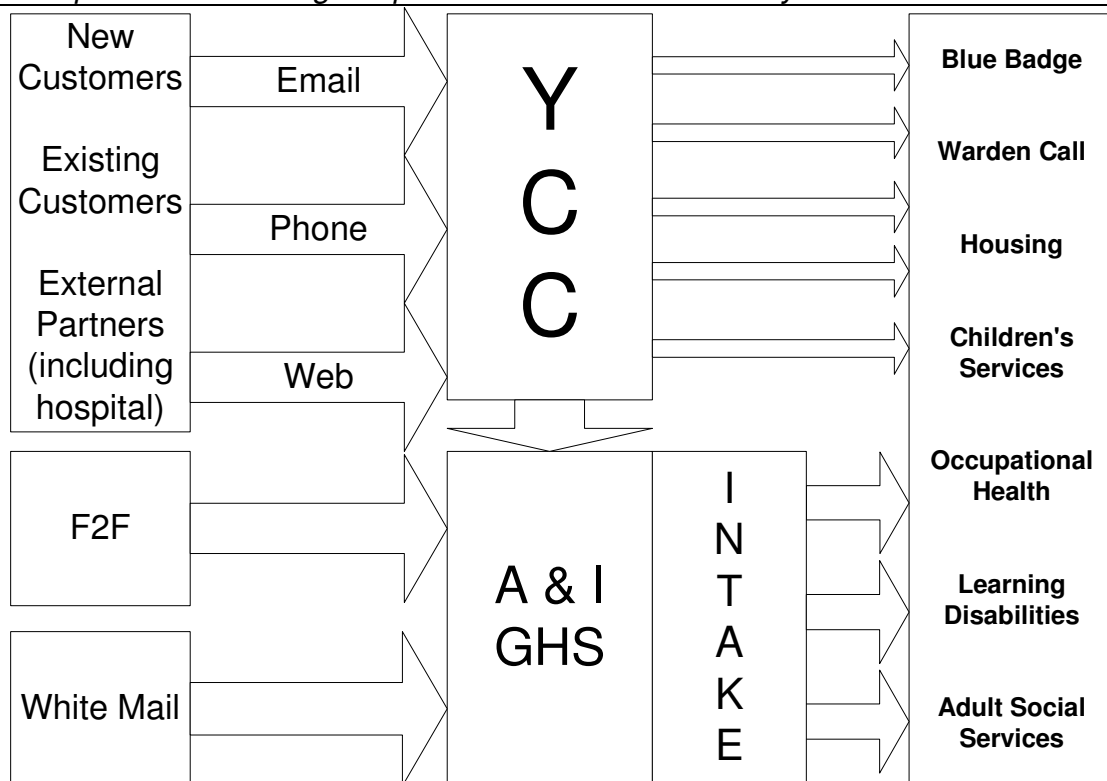 New
Customers
Existing
Customers
External
Partners
(including
hospital)
Email
Phone
Web
Y
C
C
Blue Badge
Warden Call
Housing
Children's
Services
F2F
White Mail
A & I
GHS
I
N
T
A
K
E
Occupational
Health
Learning
Disabilities
Adult Social
Services